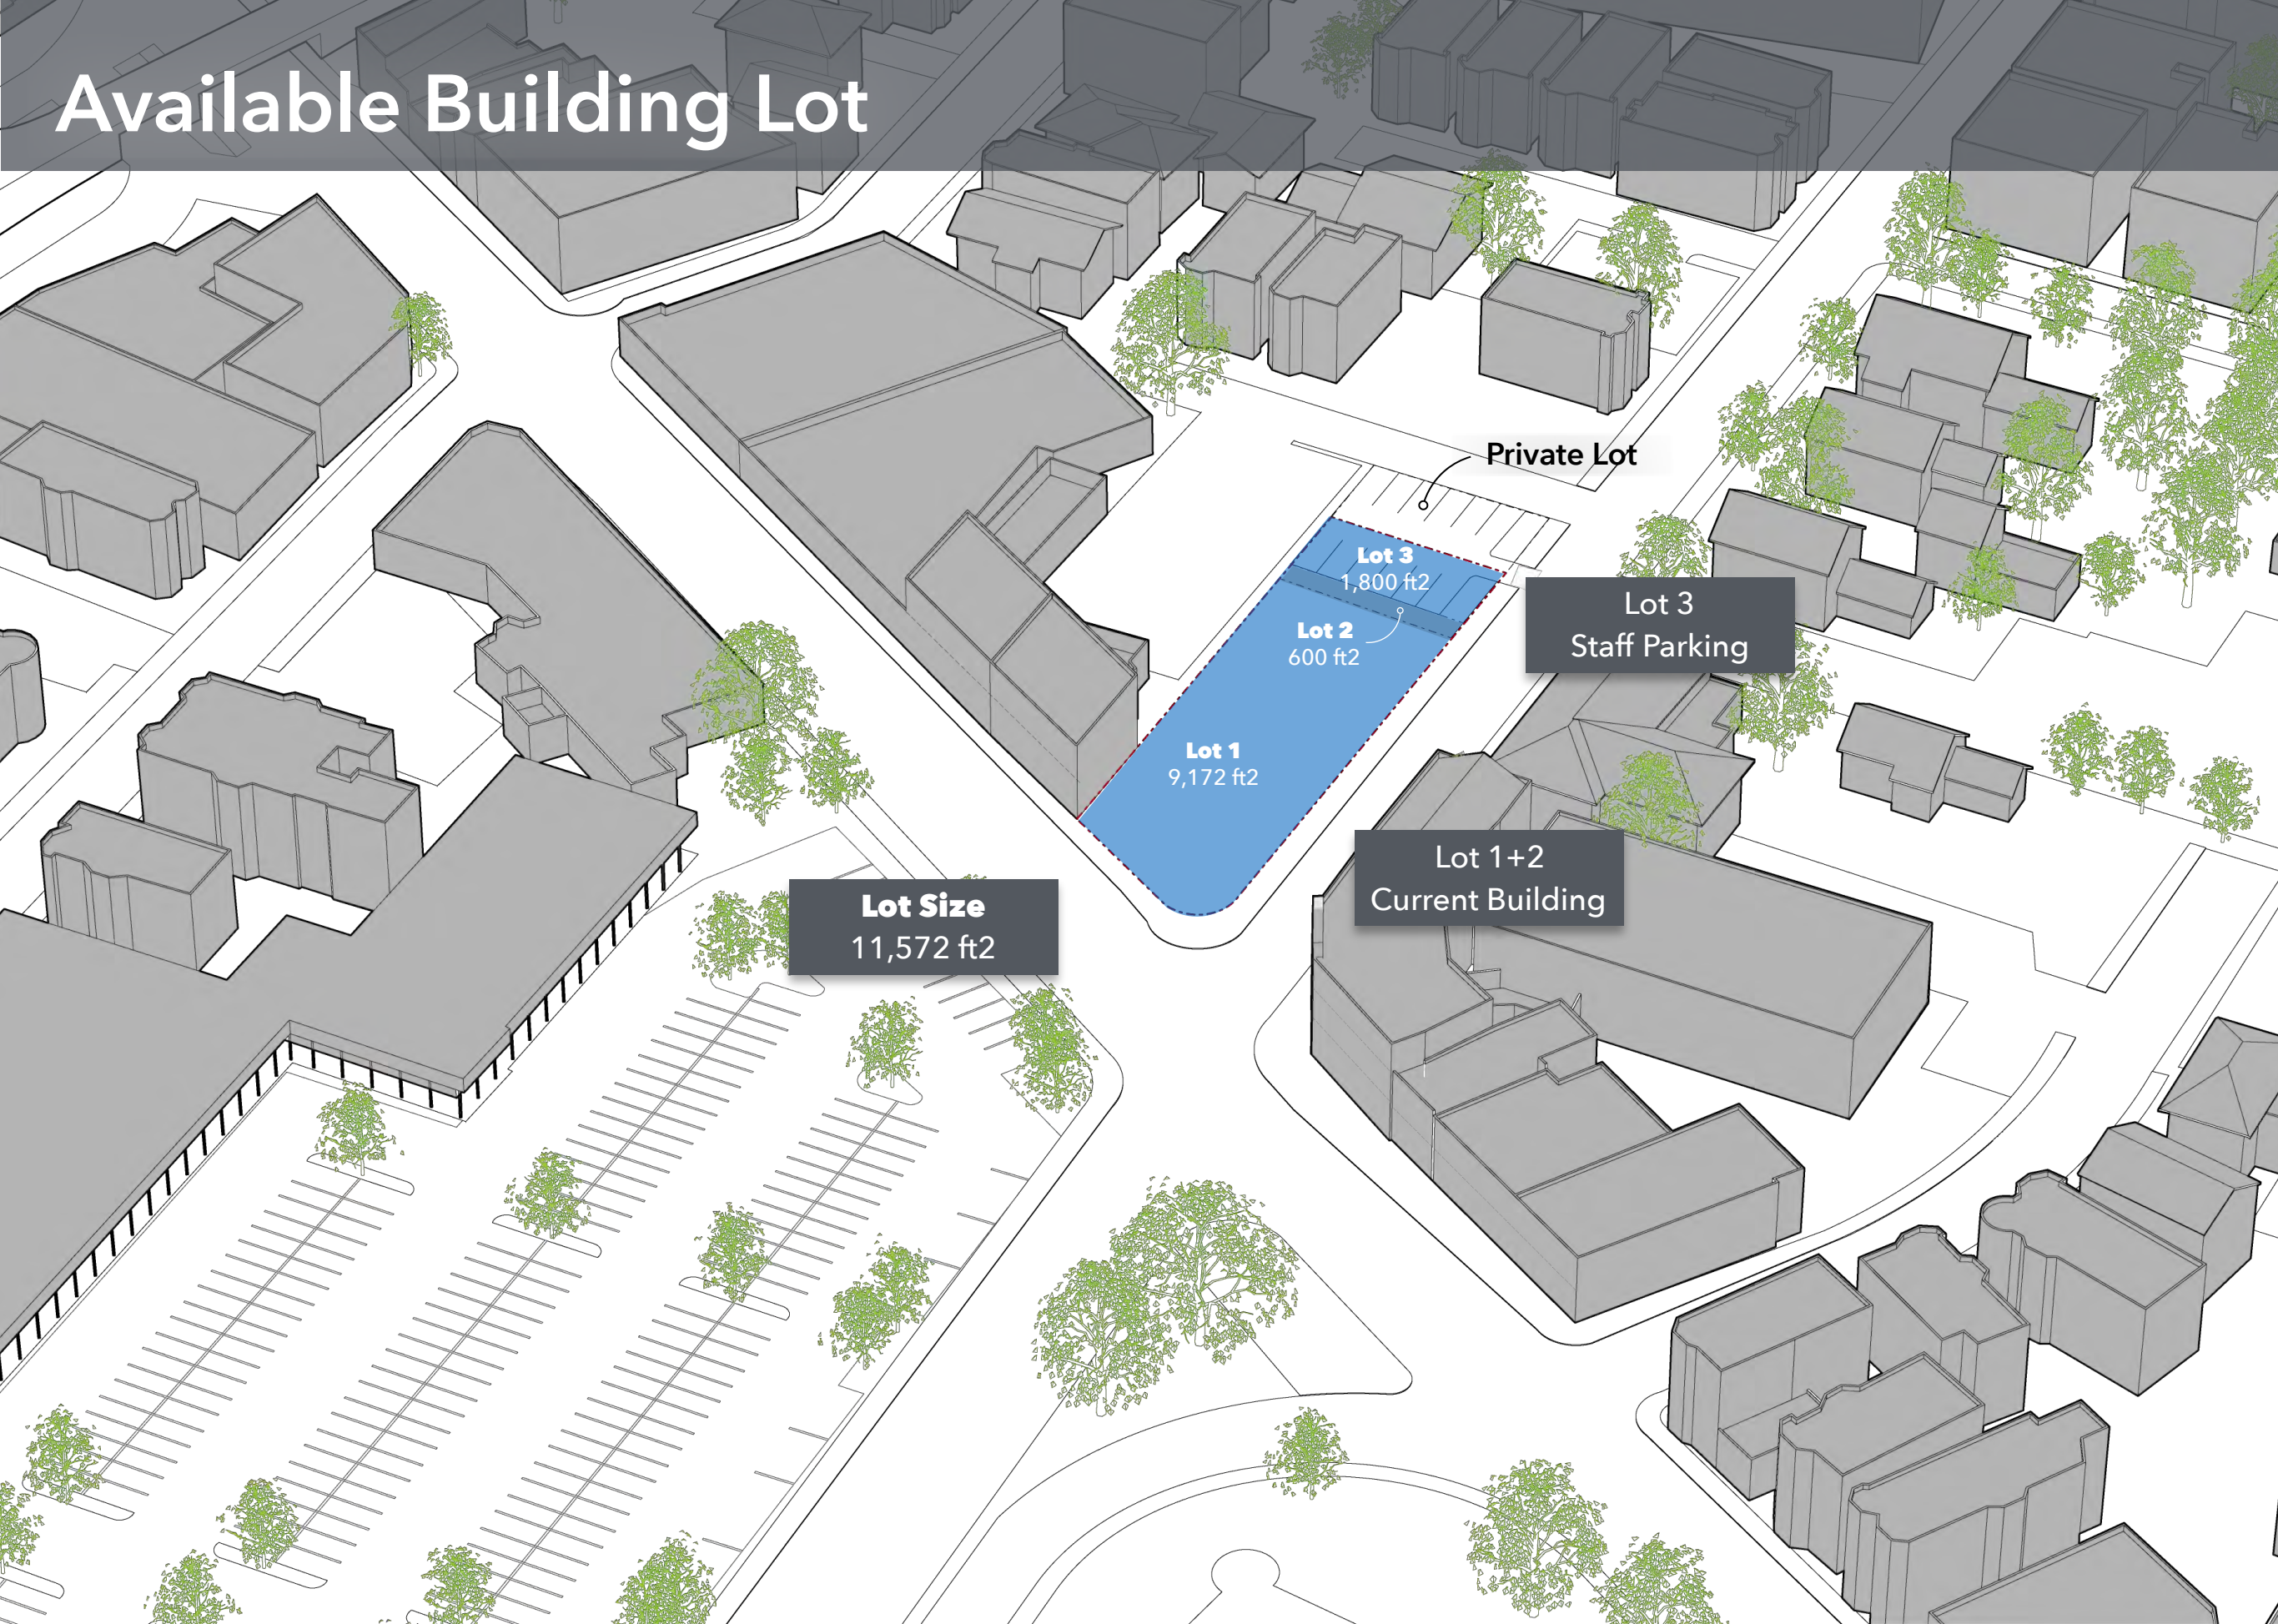 Available Building Lot
Private Lot
Lot 3
1,800 ft2
Lot 3
Staff Parking
Lot 2
600 ft2
Lot 1
9,172 ft2
Lot 1+2
Current Building
Lot Size
11,572 ft2